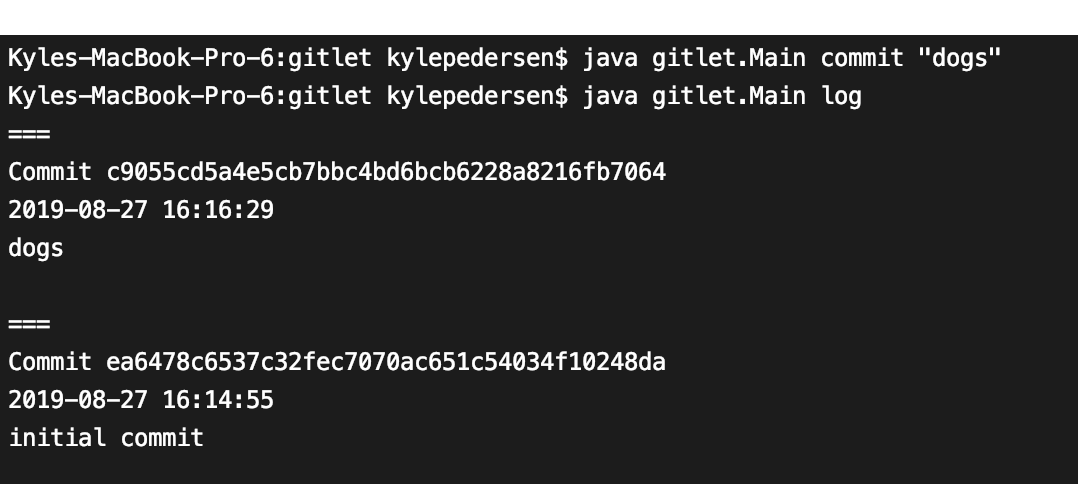 Kyles-MacBook-Pro-6:gitlet kylepedersen$ java gitlet.Main commit "dogs"
Kyles-MacBook-Pro-6:gitlet kylepedersen$ java gitlet.Main log
===
Commit c9055cd5a4e5cb7bbc4bd6bcb6228a8216fb7064
2019-08-27 16:16:29
dogs

===
Commit ea6478c6537c32fec7070ac651c54034f10248da
2019-08-27 16:14:55
initial commit